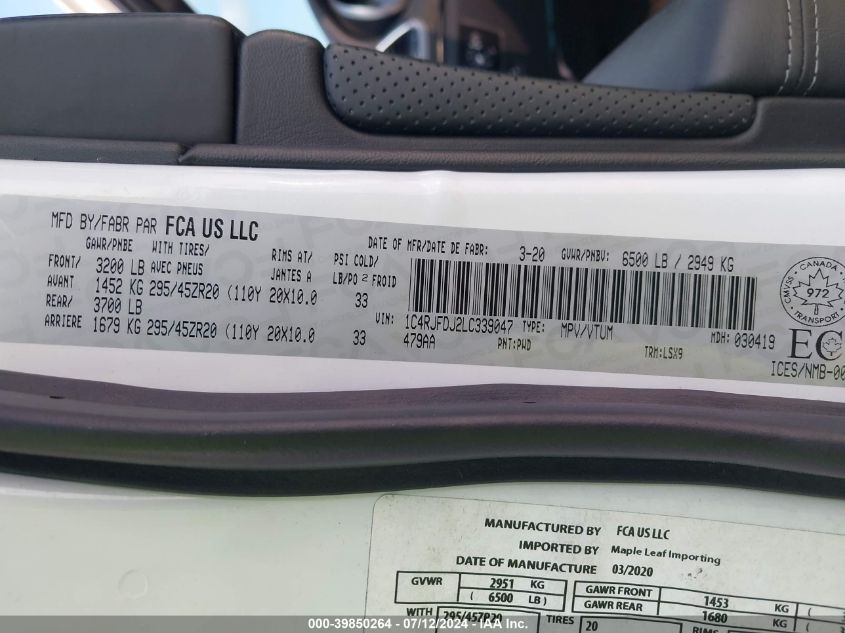 MFD BY/FABR PAR FCA US LLC
DATE OF MFR/DATE DE FABR: 3-20 GVWR/PNBV: 6500 LB / 2949 KG
GAWR/PNBE WITH TIRES/ RIMS AT/ PSI COLD/
FRONT/ 3200 LB AVEC PNEUS JANTES A LB/PO² FROID
AVANT 1452 KG 295/45ZR20 (110Y 20X10.0 33
REAR/ 3700 LB
ARRIERE 1679 KG 295/45ZR20 (110Y 20X10.0 33
VIN: 1C4RJFDJ2LC339047 TYPE: MPV/VTUM MDH: 030419
479AA PNT: PWD TRM: LSX9
CANADA
972
CMVSS
NSVAC
EC
ICES/NMB-00
MANUFACTURED BY FCA US LLC
IMPORTED BY Maple Leaf Importing
DATE OF MANUFACTURE 03/2020
GVWR 2951 KG
( 6500 LB )
GAWR FRONT 1453 KG (
GAWR REAR 1680 KG (
WITH 295/45ZR20 TIRES 20 RIMS
000-39850264 - 07/12/2024 - IAA Inc.